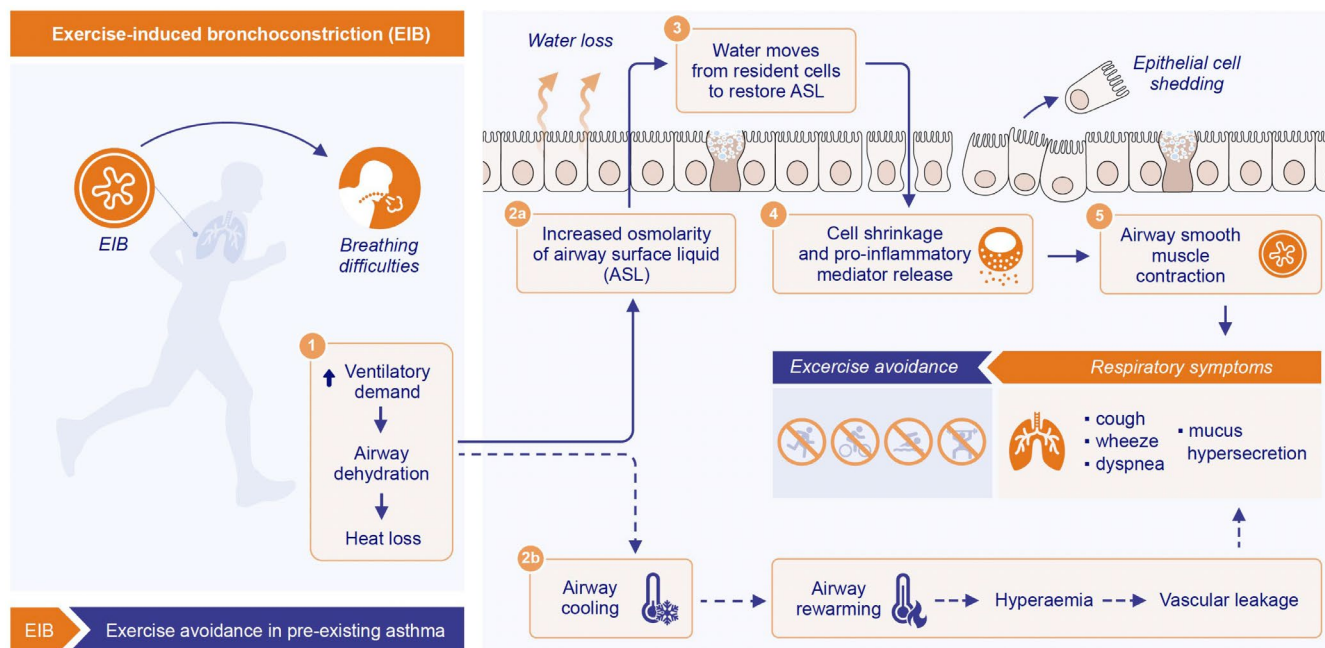 Exercise-induced bronchoconstriction (EIB)
EIB
Breathing
difficulties
1
Ventilatory
demand
Airway
dehydration
Heat loss
EIB
Exercise avoidance in pre-existing asthma
Water loss
3
Water moves
from resident cells
to restore ASL
Epithelial cell
shedding
2a
Increased osmolarity
of airway surface liquid
(ASL)
4
Cell shrinkage
and pro-inflammatory
mediator release
5
Airway smooth
muscle
contraction
Excercise avoidance
Respiratory symptoms
▪ cough
▪ wheeze
▪ dyspnea
▪ mucus
hypersecretion
2b
Airway
cooling
Airway
rewarming
Hyperaemia
Vascular leakage